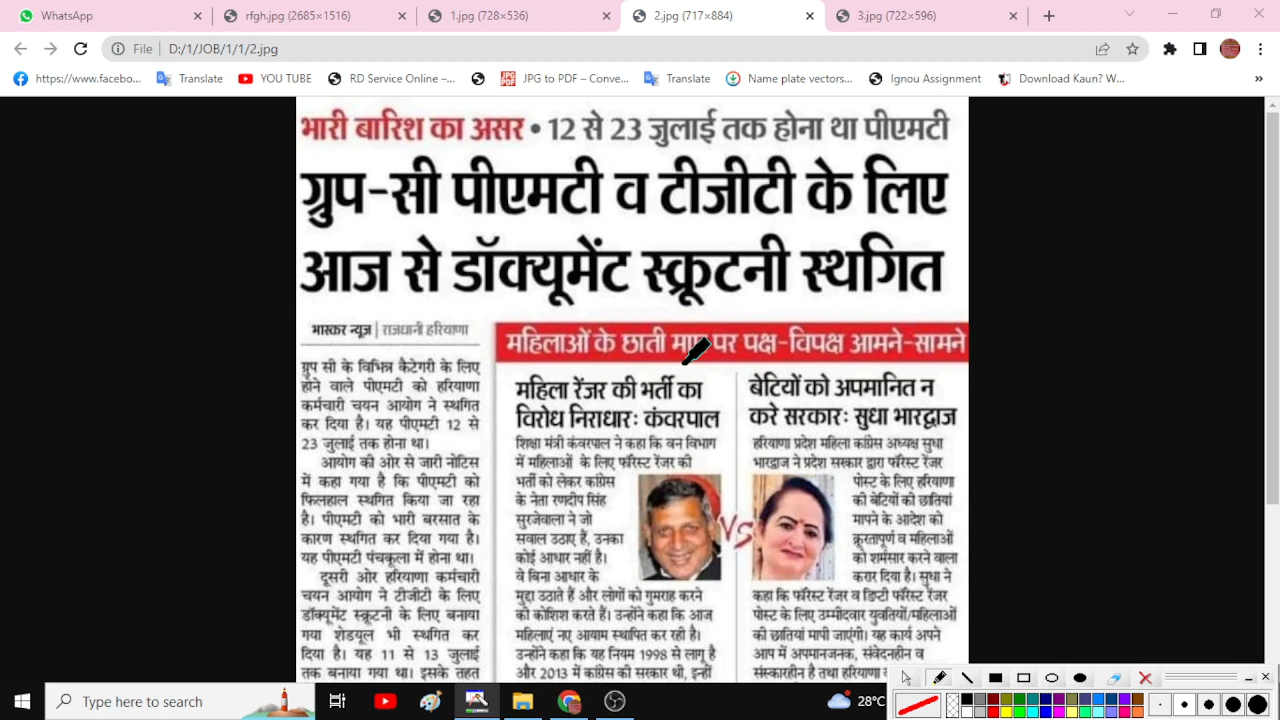 WhatsApp
rfgh.jpg (2685×1516)
1.jpg (728×536)
2.jpg (717×884)
3.jpg (722×596)
File D:/1/JOB/1/1/2.jpg
https://www.facebo...
Translate
YOU TUBE
RD Service Online –...
JPG to PDF – Conve...
Translate
Name plate vectors...
Ignou Assignment
Download Kaun? W...
भारी बारिश का असर • 12 से 23 जुलाई तक होना था पीएमटी
ग्रुप-सी पीएमटी व टीजीटी के लिए
आज से डॉक्यूमेंट स्क्रूटनी स्थगित
भास्कर न्यूज | राजधानी हरियाणा
ग्रुप सी के विभिन्न कैटेगरी के लिए
होने वाले पीएमटी को हरियाणा
कर्मचारी चयन आयोग ने स्थगित
कर दिया है। यह पीएमटी 12 से
23 जुलाई तक होना था।
आयोग की ओर से जारी नोटिस
में कहा गया है कि पीएमटी को
फिलहाल स्थगित किया जा रहा
है। पीएमटी को भारी बरसात के
कारण स्थगित कर दिया गया है।
यह पीएमटी पंचकूला में होना था।
दूसरी ओर हरियाणा कर्मचारी
चयन आयोग ने टीजीटी के लिए
डॉक्यूमेंट स्क्रूटनी के लिए बनाया
गया शेडयूल भी स्थगित कर
दिया है। यह 11 से 13 जुलाई
तक बनाया गया था। इसके तहत
महिलाओं के छाती माप पर पक्ष-विपक्ष आमने-सामने
महिला रेंजर की भर्ती का
विरोध निराधारः कंवरपाल
शिक्षा मंत्री कंवरपाल ने कहा कि वन विभाग
में महिलाओं के लिए फॉरेस्ट रेंजर की
भर्ती को लेकर कांग्रेस
के नेता रणदीप सिंह
सुरजेवाला ने जो
सवाल उठाए हैं, उनका
कोई आधार नहीं है।
वे बिना आधार के
मुद्दा उठाते हैं और लोगों को गुमराह करने
की कोशिश करते हैं। उन्होंने कहा कि आज
महिलाएं नए आयाम स्थापित कर रही है।
उन्होंने कहा कि यह नियम 1998 से लागू है
और 2013 में कांग्रेस की सरकार थी, इन्हीं
VS
बेटियों को अपमानित न
करे सरकारः सुधा भारद्वाज
हरियाणा प्रदेश महिला कांग्रेस अध्यक्ष सुधा
भारद्वाज ने प्रदेश सरकार द्वारा फॉरेस्ट रेंजर
पोस्ट के लिए हरियाणा
की बेटियों की छातियां
मापने के आदेश को
क्रूरतापूर्ण व महिलाओं
को शर्मसार करने वाला
करार दिया है। सुधा ने
कहा कि फॉरेस्ट रेंजर व डिप्टी फॉरेस्ट रेंजर
पोस्ट के लिए उम्मीदवार युवतियों/महिलाओं
की छातियां मापी जाएंगी। यह कार्य अपने
आप में अपमानजनक, संवेदनहीन व
संस्कारहीन है तथा हरियाणा
Type here to search
28°C